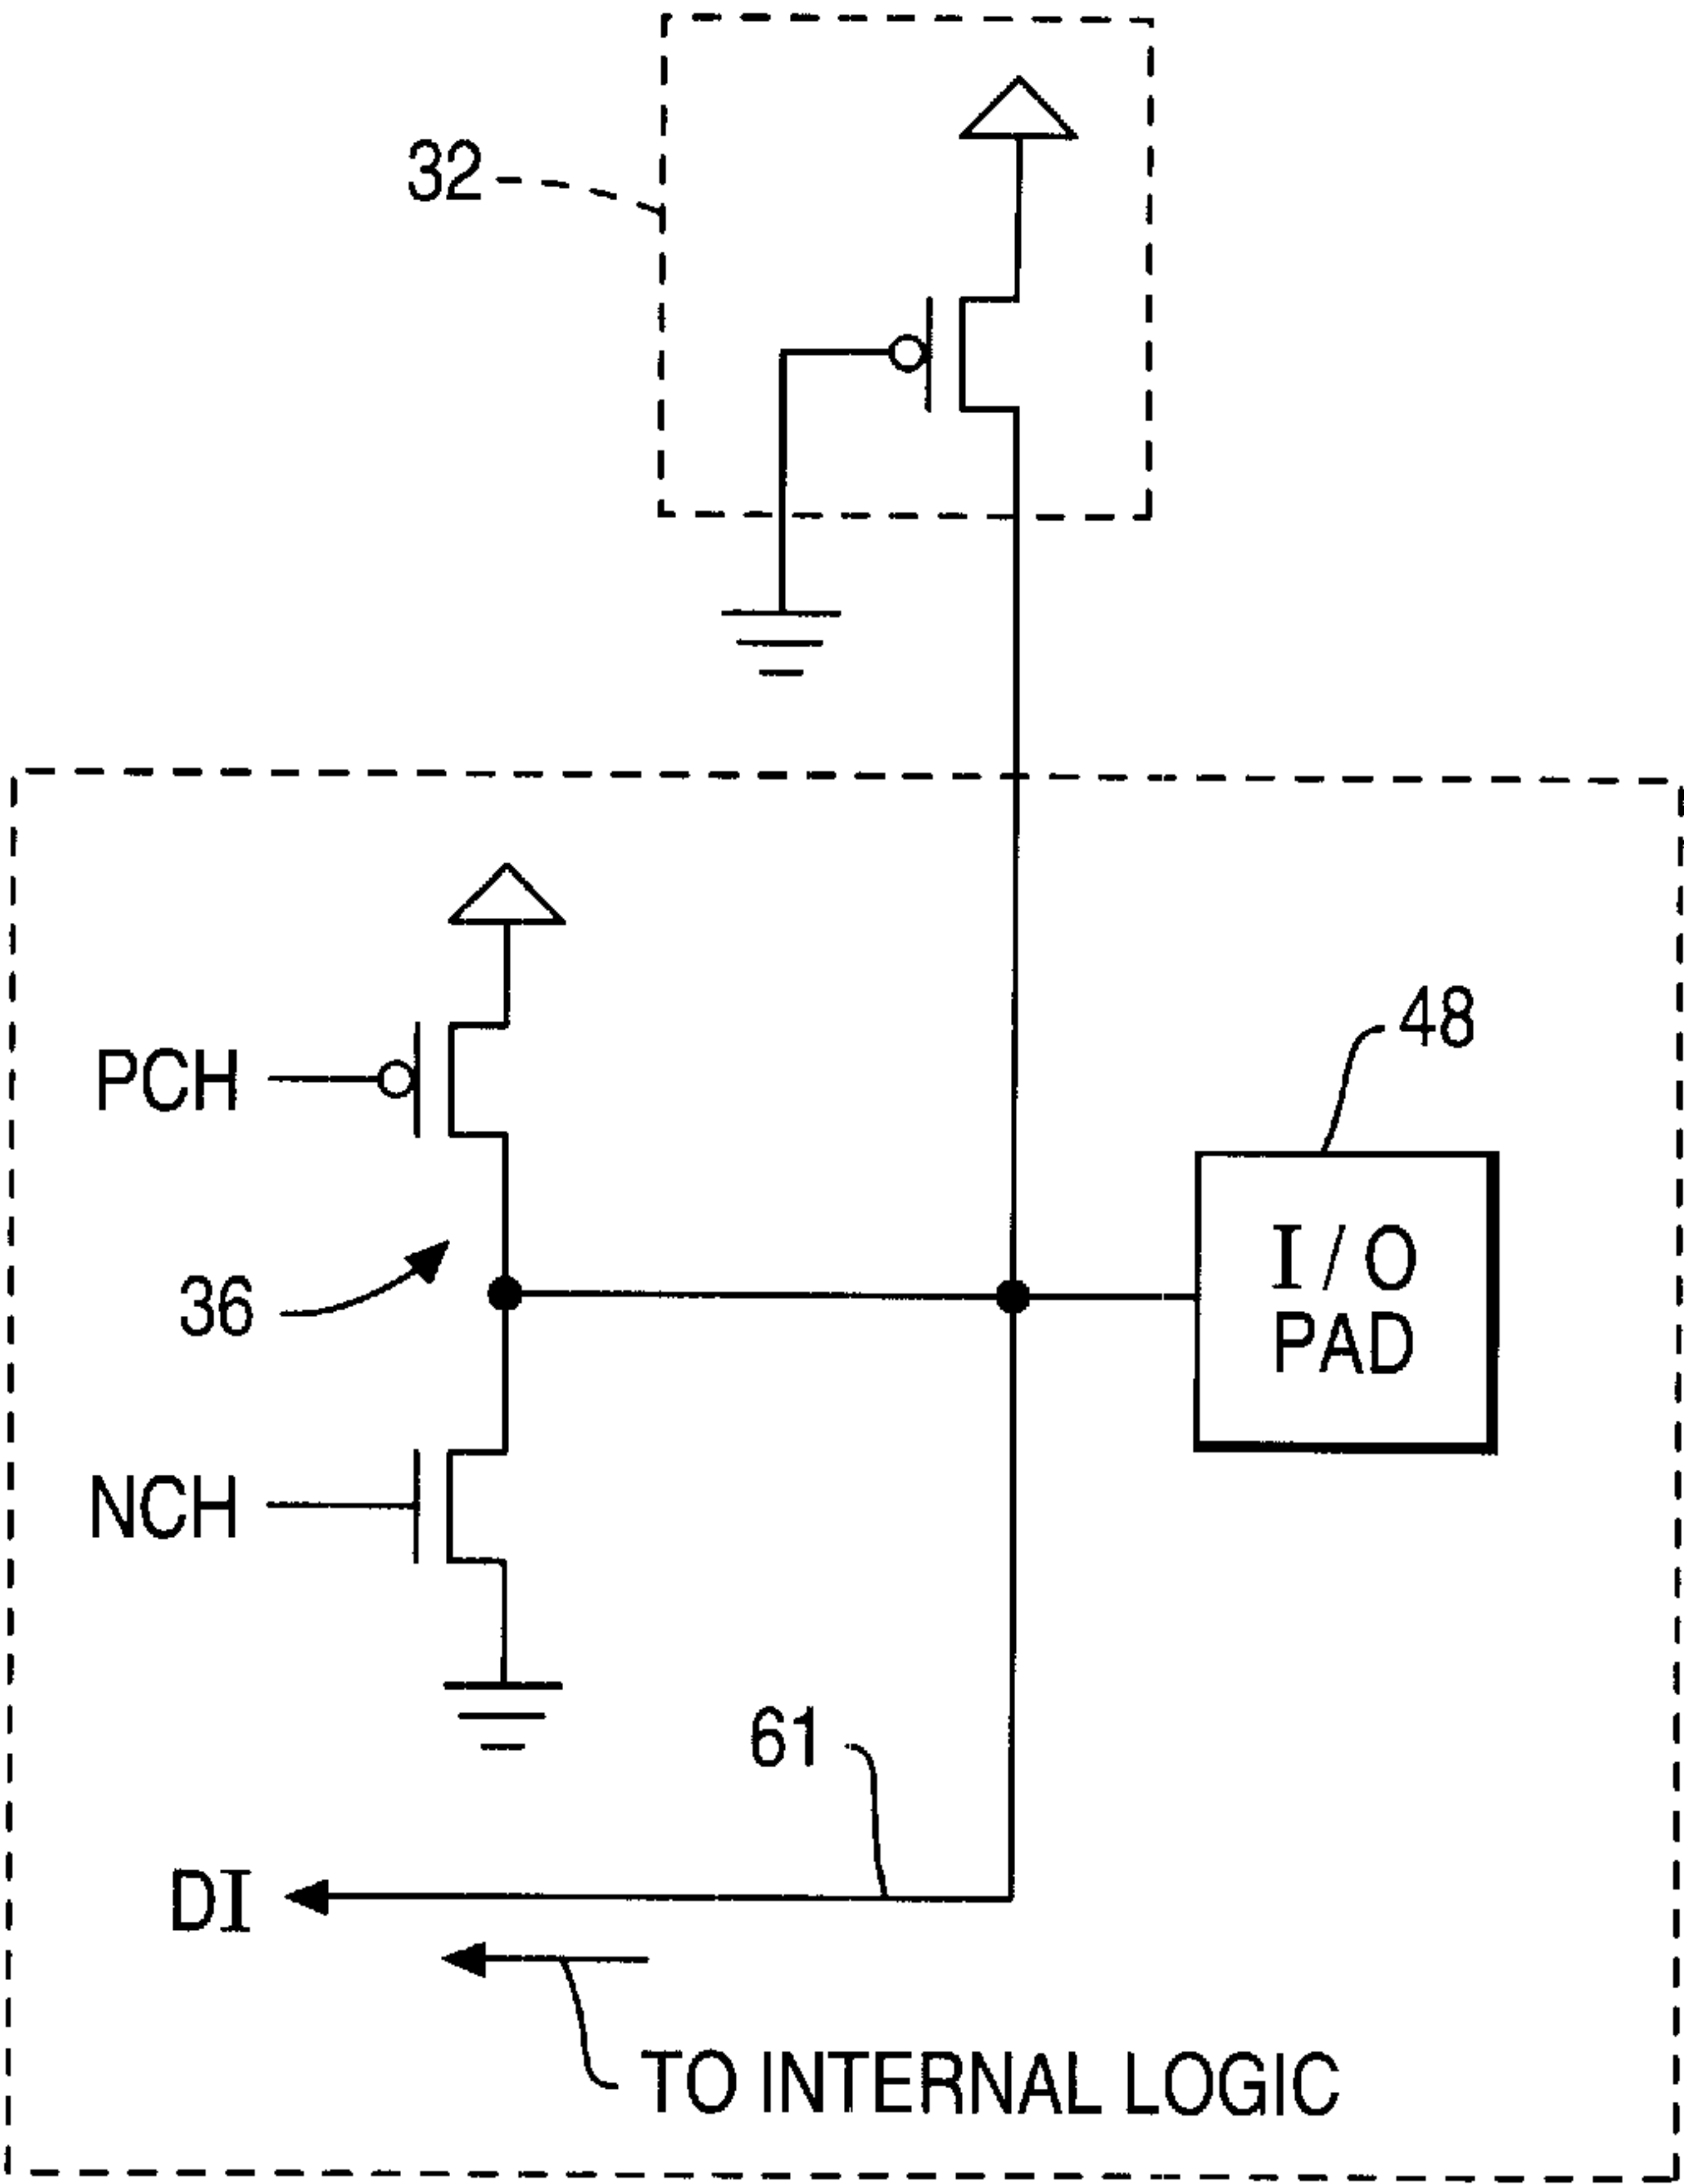 32
PCH
48
I/O
PAD
36
NCH
61
DI
TO INTERNAL LOGIC